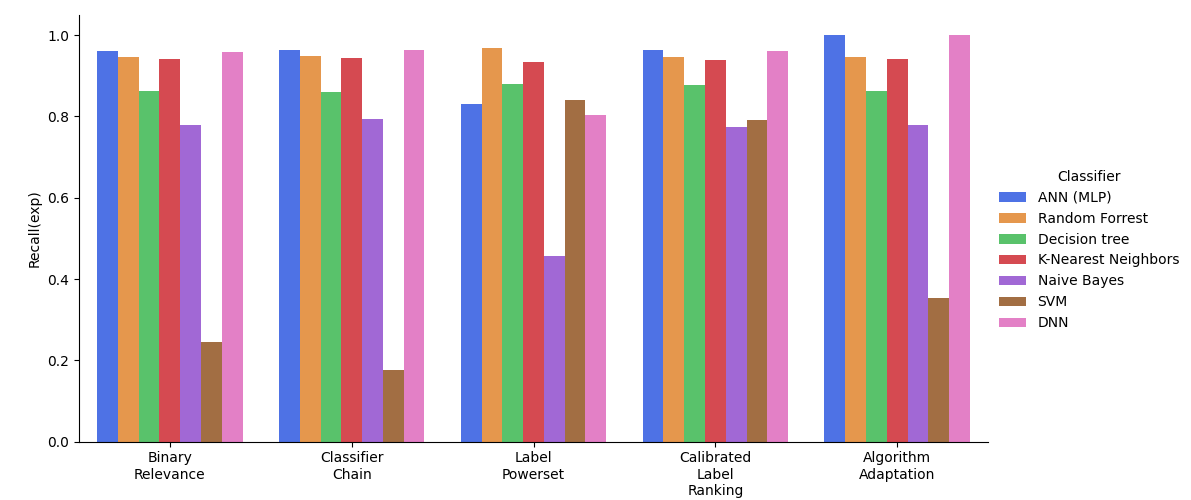 1.0
0.8
0.6
0.4
0.2
0.0
Recall(exp)
Binary
Relevance
Classifier
Chain
Label
Powerset
Calibrated
Label
Ranking
Algorithm
Adaptation
Classifier
ANN (MLP)
Random Forrest
Decision tree
K-Nearest Neighbors
Naive Bayes
SVM
DNN